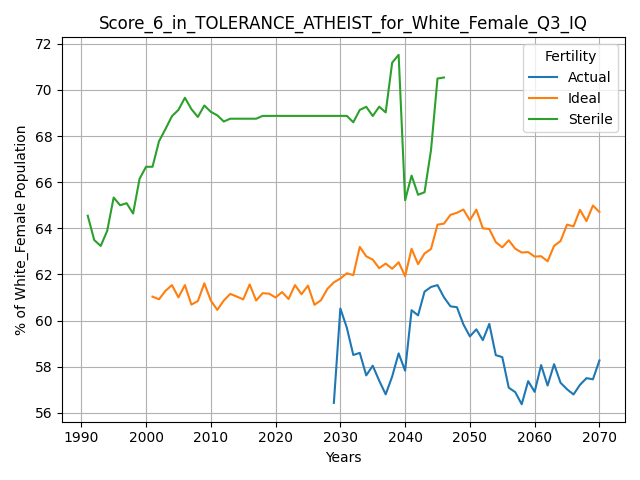 Score_6_in_TOLERANCE_ATHEIST_for_White_Female_Q3_IQ
Fertility
Actual
Ideal
Sterile
% of White_Female Population
72
70
68
66
64
62
60
58
56
1990 2000 2010 2020 2030 2040 2050 2060 2070
Years